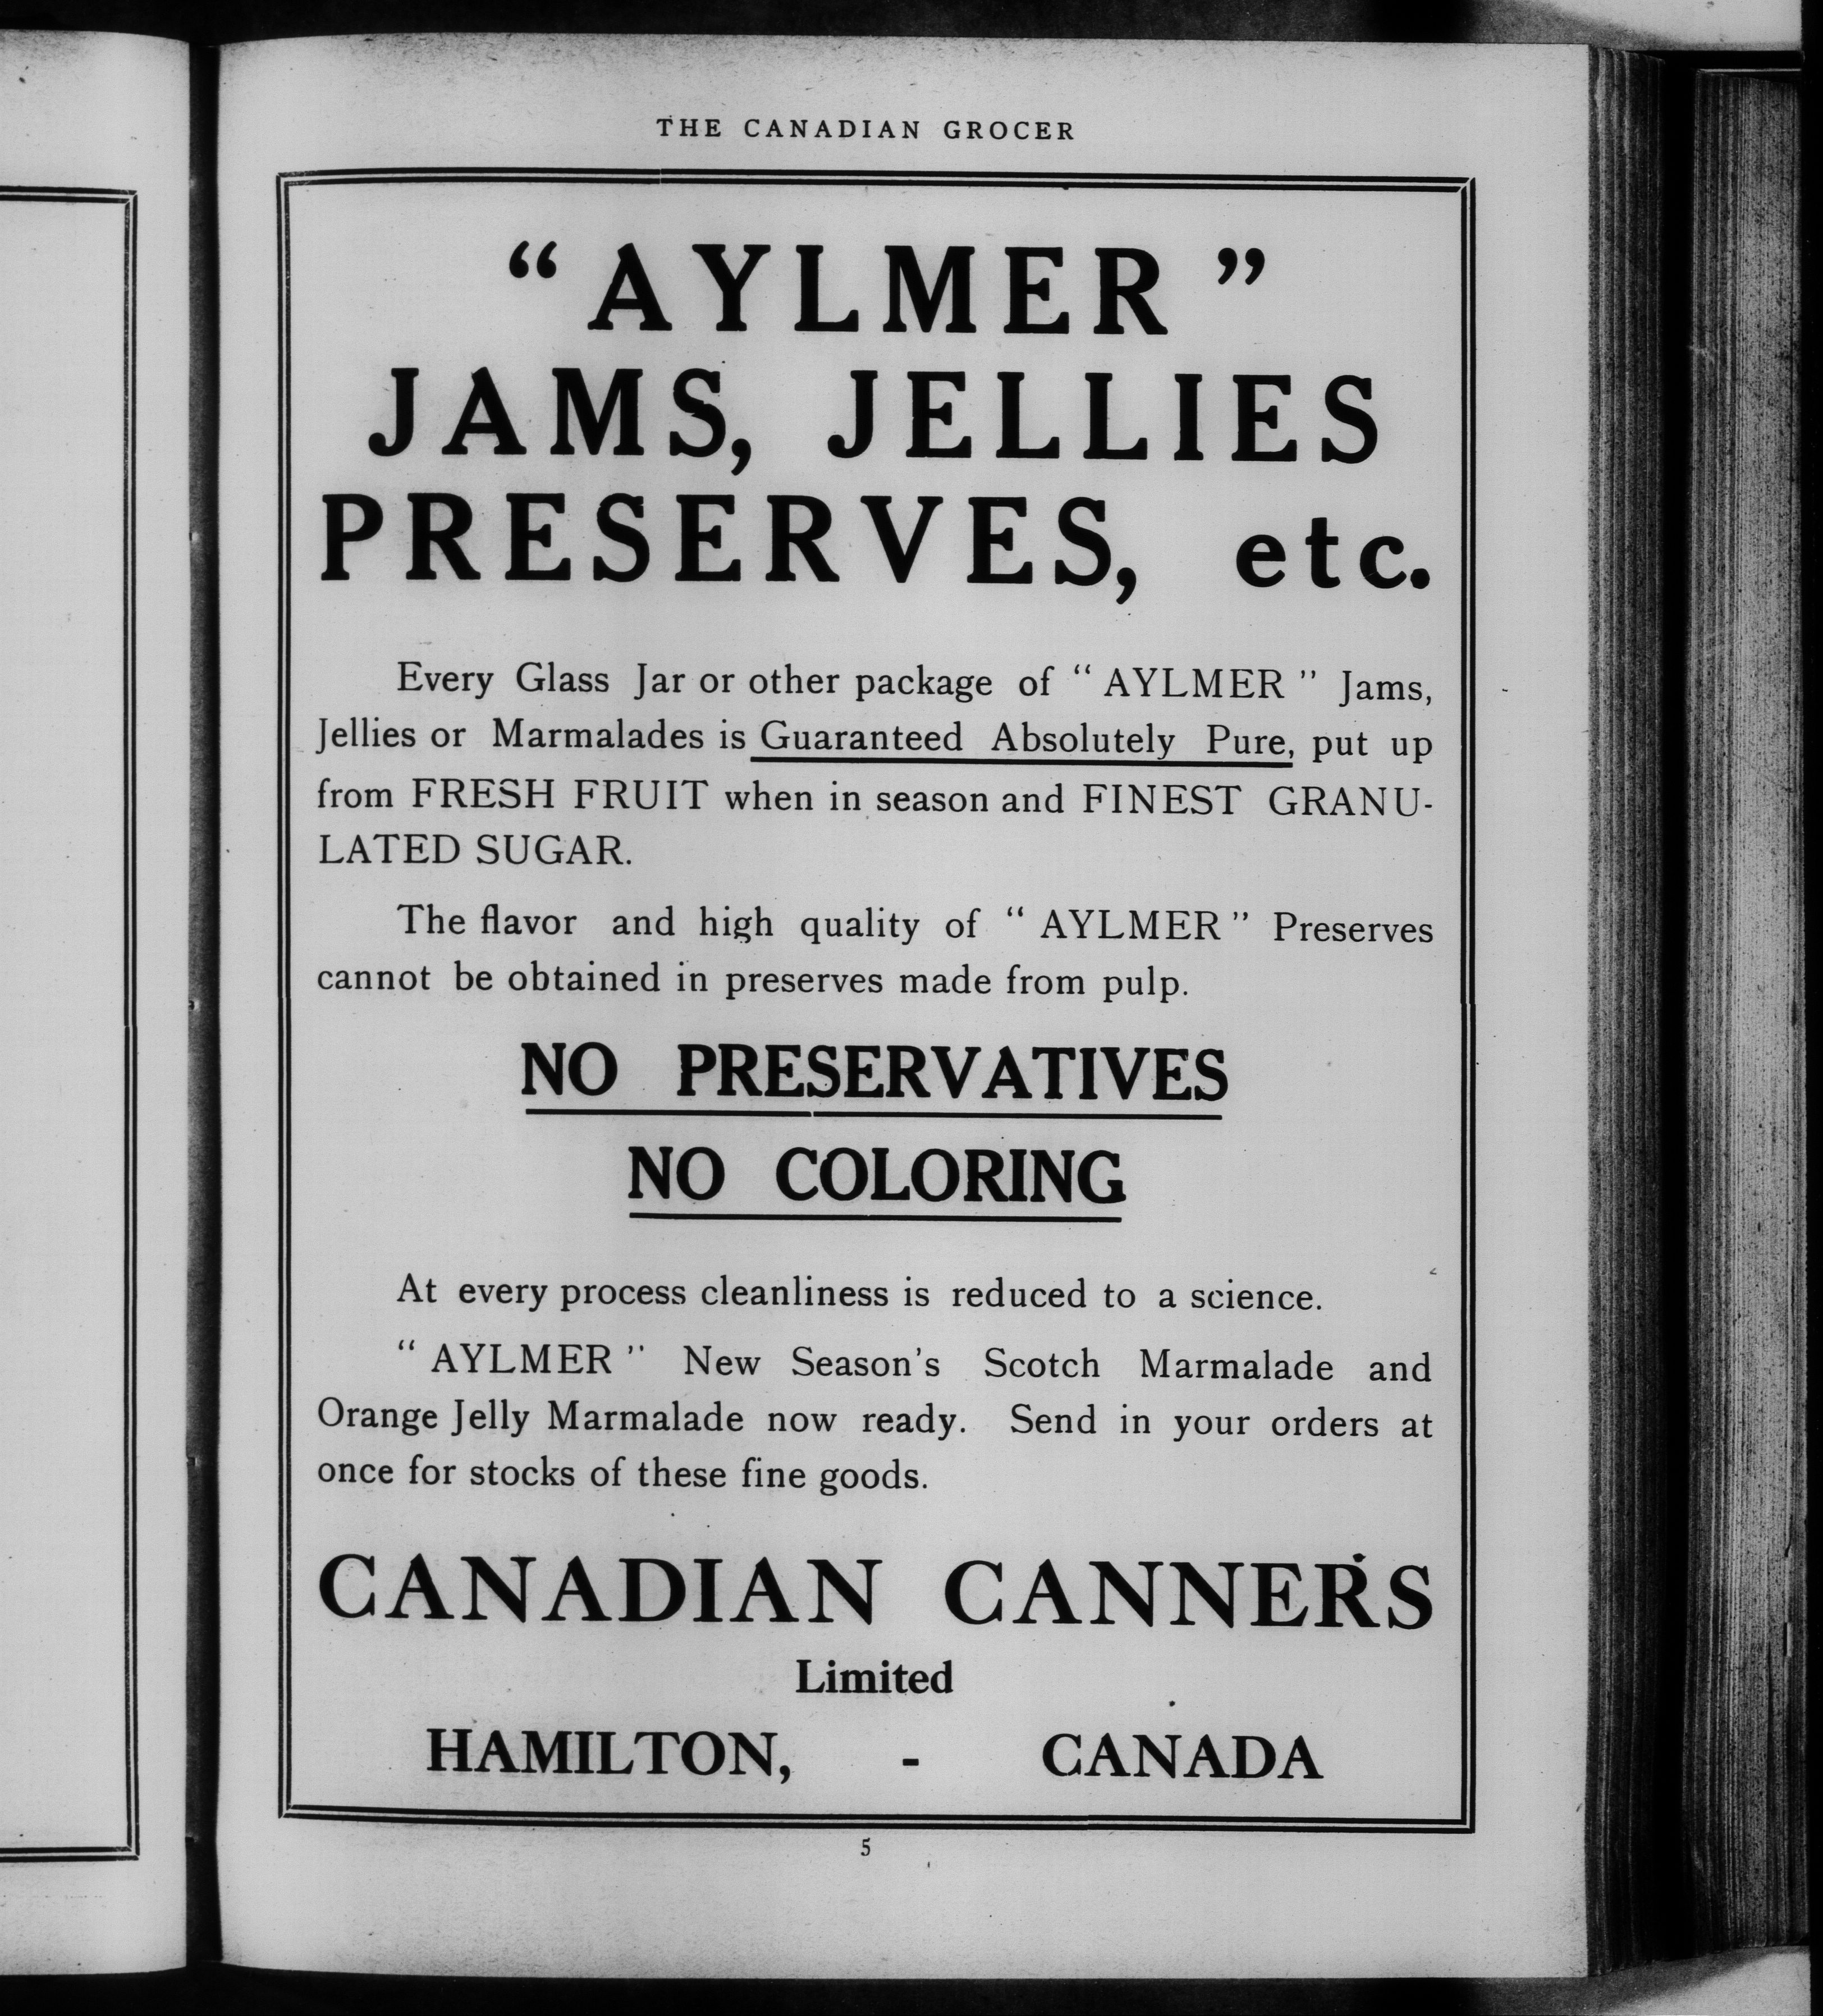 THE CANADIAN GROCER
“AYLMER”
JAMS, JELLIES
PRESERVES, etc.
Every Glass Jar or other package of “AYLMER” Jams,
Jellies or Marmalades is Guaranteed Absolutely Pure, put up
from FRESH FRUIT when in season and FINEST GRANU-
LATED SUGAR.
The flavor and high quality of “AYLMER” Preserves
cannot be obtained in preserves made from pulp.
NO PRESERVATIVES
NO COLORING
At every process cleanliness is reduced to a science.
“AYLMER” New Season's Scotch Marmalade and
Orange Jelly Marmalade now ready. Send in your orders at
once for stocks of these fine goods.
CANADIAN CANNERS
Limited
HAMILTON, - CANADA
5